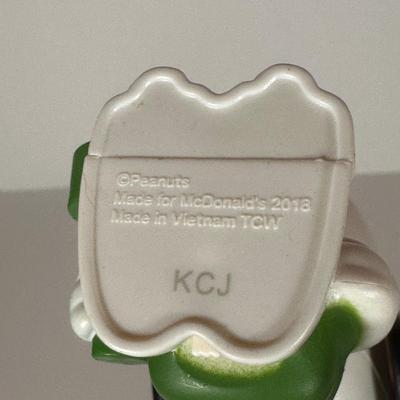 ©Peanuts
Made for McDonald's 2018
Made in Vietnam TCW
KCJ